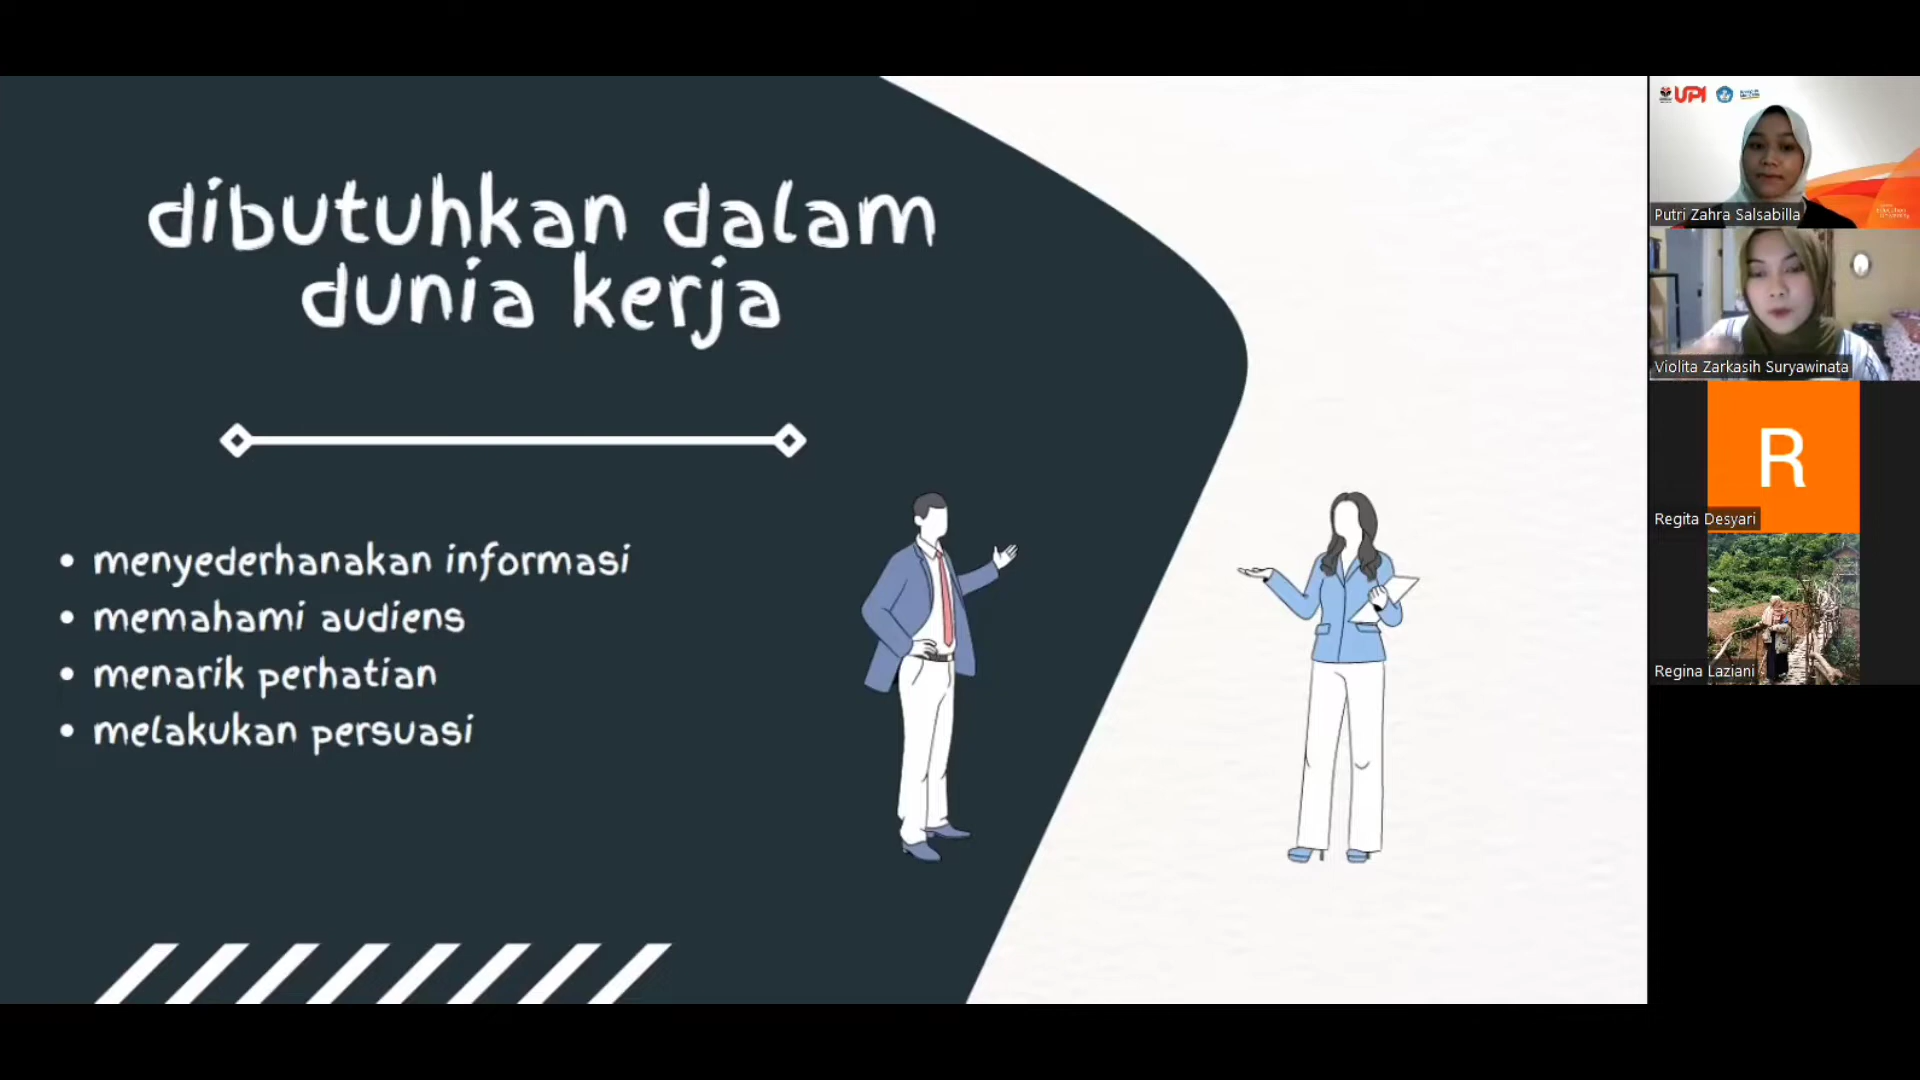 dibutuhkan dalam
dunia kerja
• menyederhanakan informasi
• memahami audiens
• menarik perhatian
• melakukan persuasi
UPI
Putri Zahra Salsabilla
Violita Zarkasih Suryawinata
R
Regita Desyari
Regina Laziani